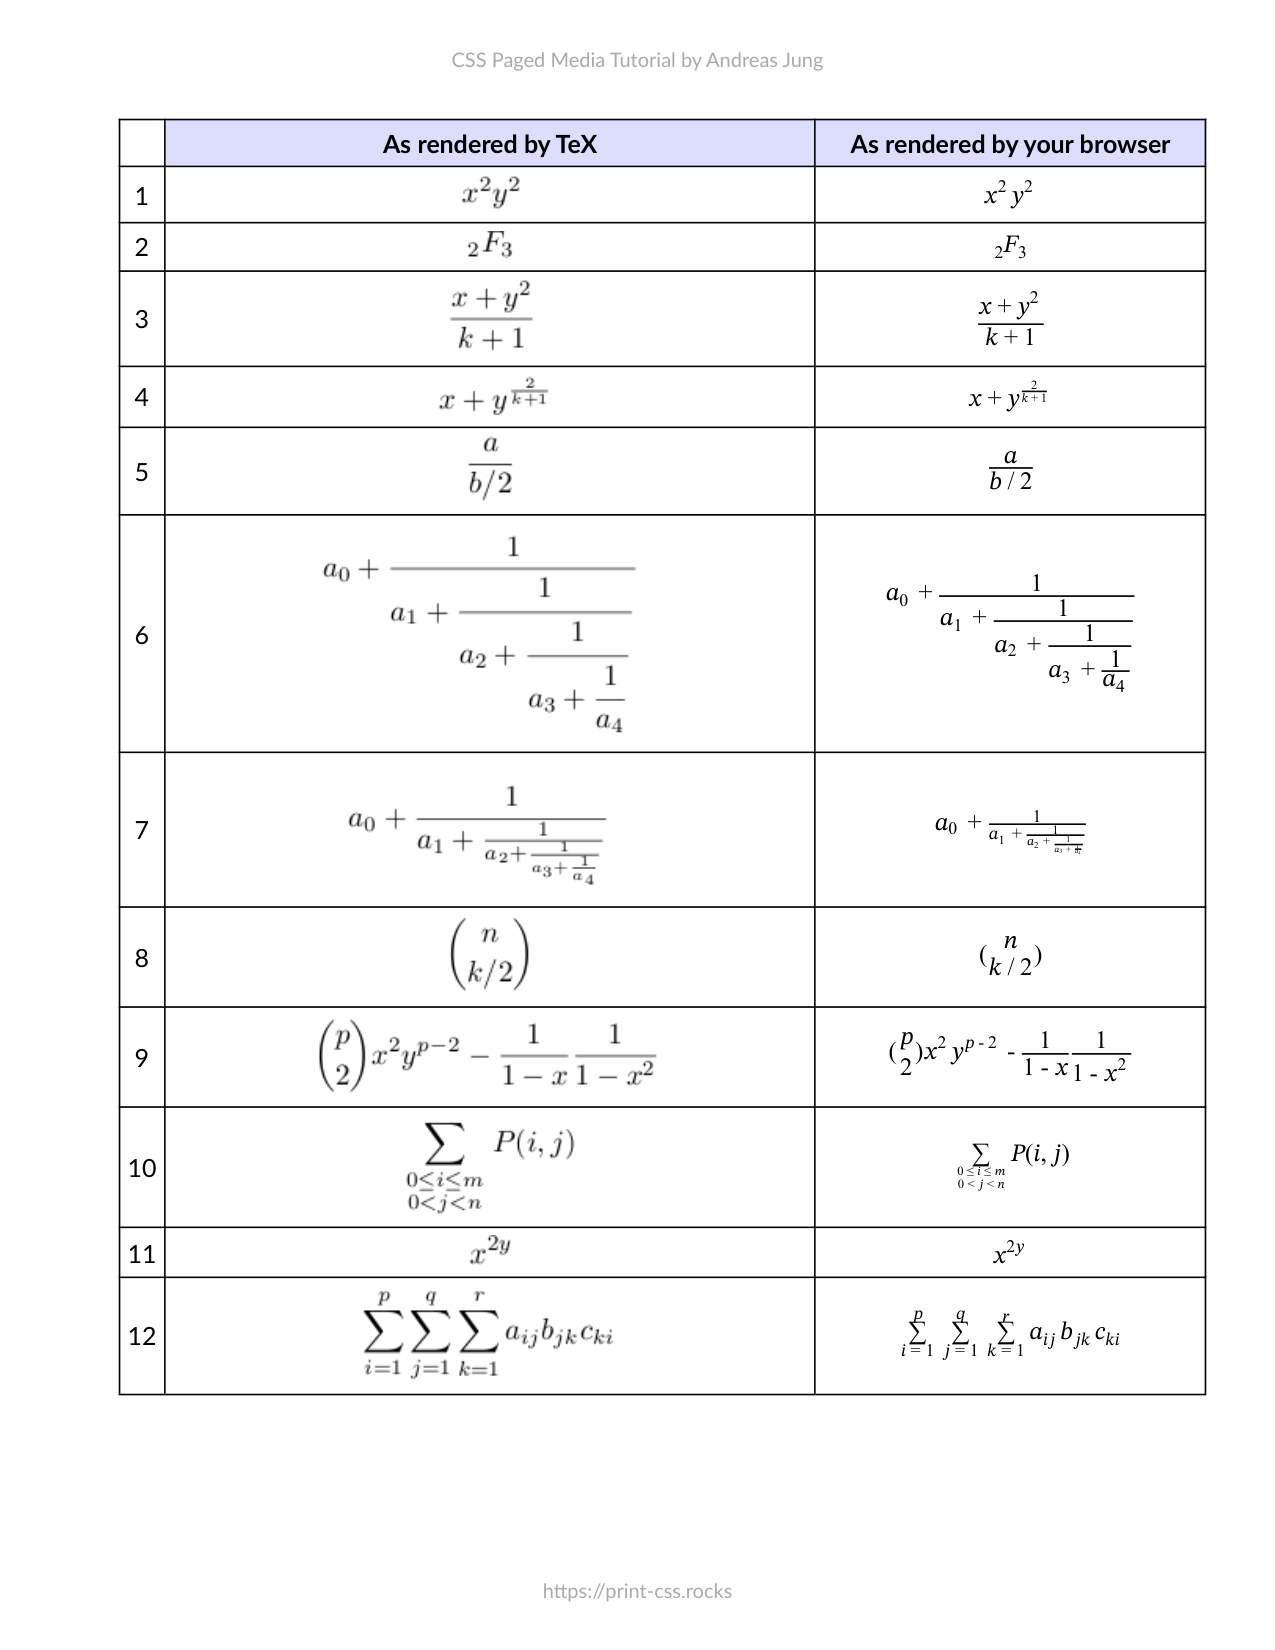 CSS Paged Media Tutorial by Andreas Jung
As rendered by TeX As rendered by your browser
1 $x^2y^2$ $x^2y^2$
2 ${}_2F_3$ ${}_2F_3$
3 $\frac{x+y^2}{k+1}$ $\frac{x+y^2}{k+1}$
4 $x+y^{\frac{2}{k+1}}$ $x+y^{\frac{2}{k+1}}$
5 $\frac{a}{b/2}$ $\frac{a}{b/2}$
6 $a_0+\frac{1}{a_1+\frac{1}{a_2+\frac{1}{a_3+\frac{1}{a_4}}}}$ $a_0+\frac{1}{a_1+\frac{1}{a_2+\frac{1}{a_3+\frac{1}{a_4}}}}$
7 $a_0+\frac{1}{a_1+\frac{1}{a_2+\frac{1}{a_3+\frac{1}{a_4}}}}$ $a_0+\frac{1}{a_1+\frac{1}{a_2+\frac{1}{a_3+\frac{1}{a_4}}}}$
8 $\binom{n}{k/2}$ $\binom{n}{k/2}$
9 $\binom{p}{2}x^2y^{p-2}-\frac{1}{1-x}\frac{1}{1-x^2}$ $\binom{p}{2}x^2y^{p-2}-\frac{1}{1-x}\frac{1}{1-x^2}$
10 $\sum_{\substack{0\le i\le m\\0<j<n}}P(i,j)$ $\sum_{\substack{0\le i\le m\\0<j<n}}P(i,j)$
11 $x^{2y}$ $x^{2y}$
12 $\sum_{i=1}^{p}\sum_{j=1}^{q}\sum_{k=1}^{r}a_{ij}b_{jk}c_{ki}$ $\sum_{i=1}^{p}\sum_{j=1}^{q}\sum_{k=1}^{r}a_{ij}b_{jk}c_{ki}$
https://print-css.rocks